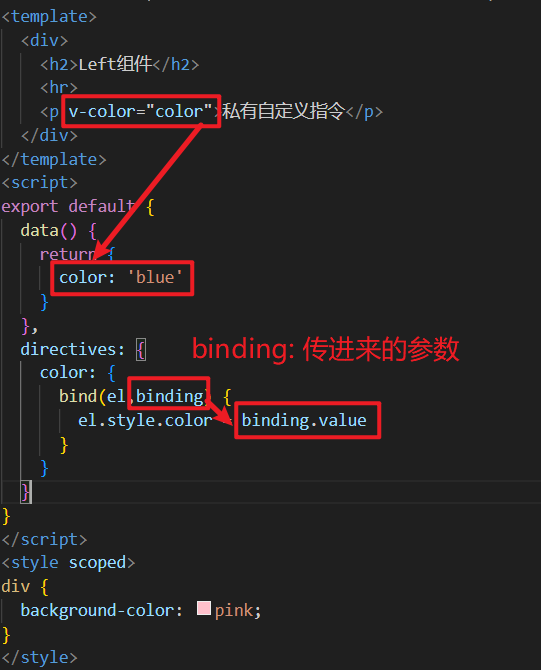 <template>
  <div>
    <h2>Left组件</h2>
    <hr>
    <p v-color="color">私有自定义指令</p>
  </div>
</template>
<script>
export default {
  data() {
    return {
      color: 'blue'
    }
  },
  directives: {
binding: 传进来的参数
    color: {
      bind(el,binding) {
        el.style.color = binding.value
      }
    }
  }
}
</script>
<style scoped>
div {
  background-color: pink;
}
</style>